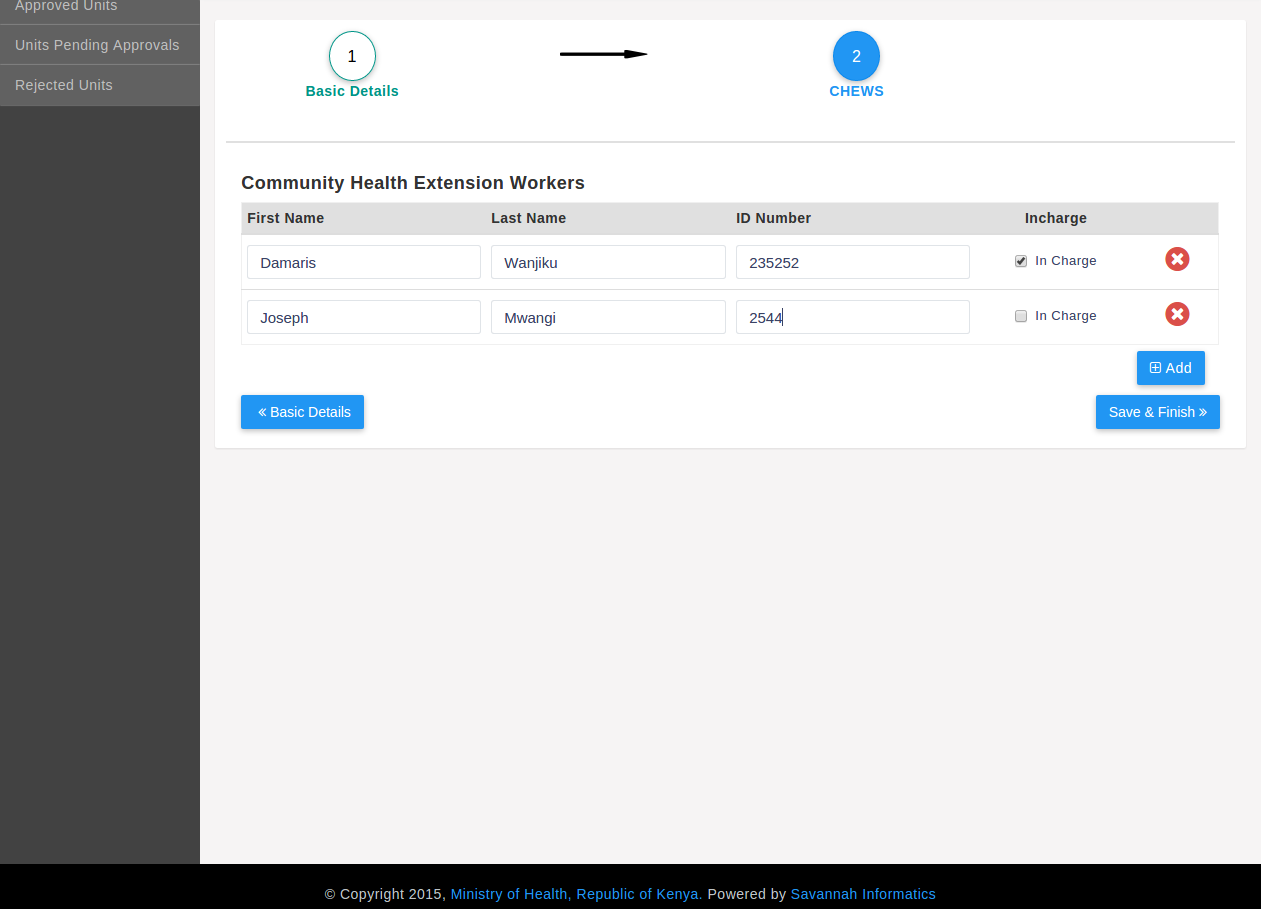 Approved Units
Units Pending Approvals
Rejected Units
1
Basic Details
2
CHEWS
Community Health Extension Workers
First Name Last Name ID Number Incharge
Damaris Wanjiku 235252 In Charge
Joseph Mwangi 2544 In Charge
Add
« Basic Details Save & Finish »
© Copyright 2015, Ministry of Health, Republic of Kenya. Powered by Savannah Informatics